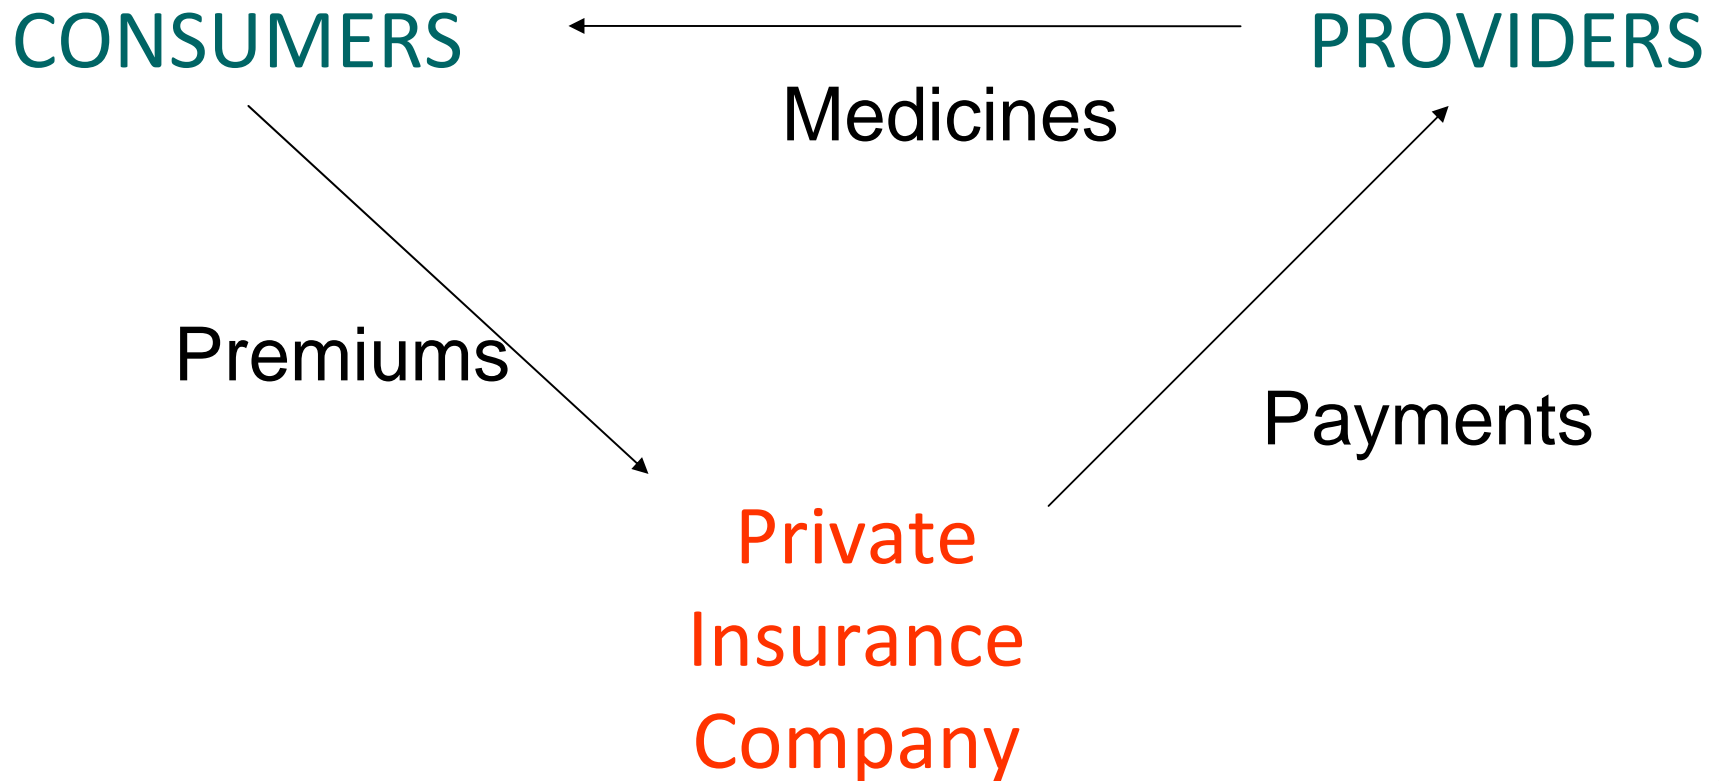 CONSUMERS
PROVIDERS
Medicines
Premiums
Payments
Private
Insurance
Company